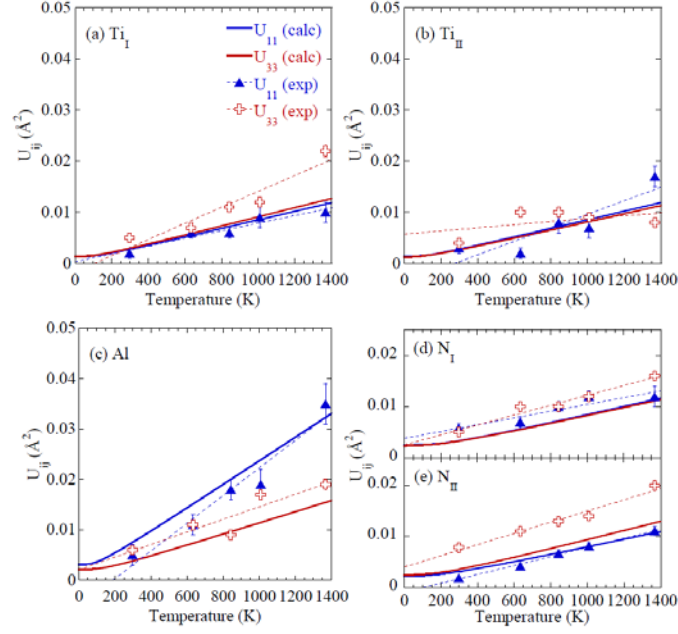 (a) Ti_I
U_11 (calc)
U_33 (calc)
U_11 (exp)
U_33 (exp)
U_ij (Å²)
0.05
0.04
0.03
0.02
0.01
0
0 200 400 600 800 1000 1200 1400
Temperature (K)
(b) Ti_II
U_ij (Å²)
0.05
0.04
0.03
0.02
0.01
0
0 200 400 600 800 1000 1200 1400
Temperature (K)
(c) Al
U_ij (Å²)
0.05
0.04
0.03
0.02
0.01
0
0 200 400 600 800 1000 1200 1400
Temperature (K)
(d) N_I
0.02
0.01
0
U_ij (Å²)
(e) N_II
0.02
0.01
0
0 200 400 600 800 1000 1200 1400
Temperature (K)